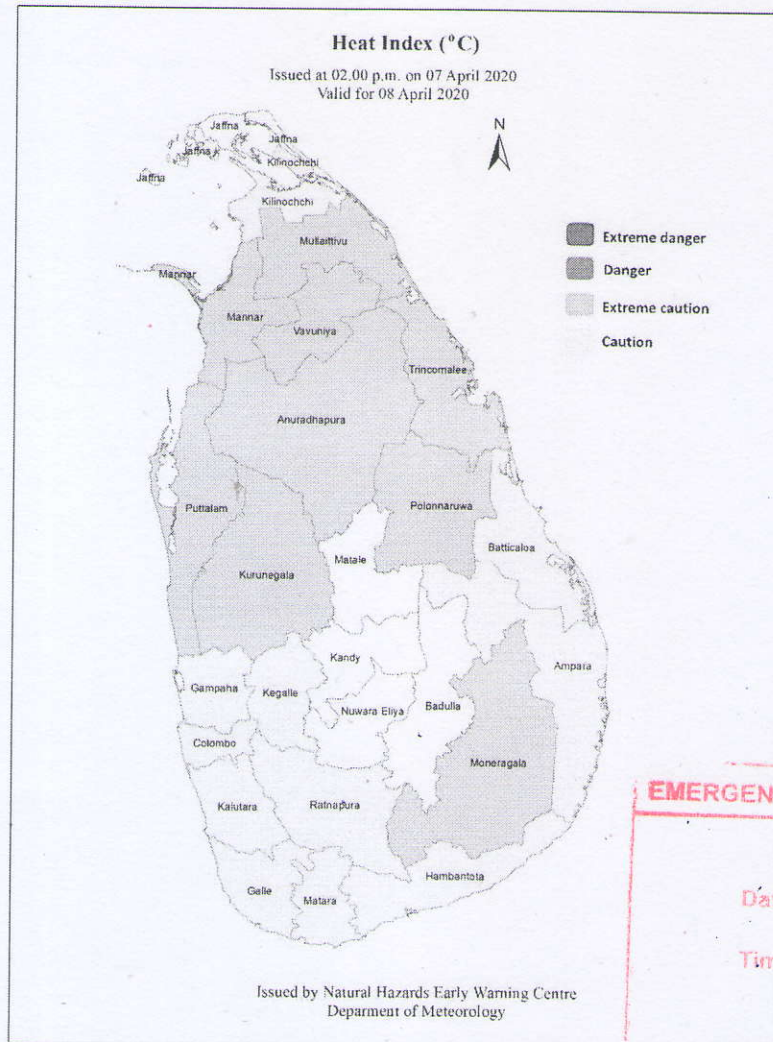 Heat Index (°C)
Issued at 02.00 p.m. on 07 April 2020
Valid for 08 April 2020
N
Jaffna
Jaffna
Jaffna
Jaffna
Kilinochchi
Kilinochchi
Mullaittivu
Mannar
Mannar
Vavuniya
Trincomalee
Anuradhapura
Puttalam
Polonnaruwa
Kurunegala
Matale
Batticaloa
Kandy
Ampara
Gampaha
Kegalle
Nuwara Eliya
Badulla
Colombo
Moneragala
Kalutara
Ratnapura
Hambantota
Galle
Matara
Extreme danger
Danger
Extreme caution
Caution
EMERGEN
Da
Tim
Issued by Natural Hazards Early Warning Centre
Deparment of Meteorology